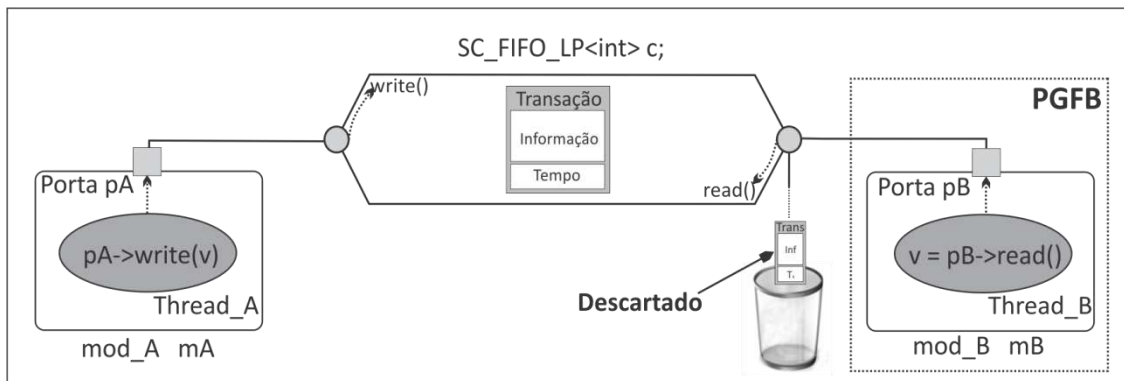 SC_FIFO_LP<int> c;
write()
Transação
Informação
Tempo
read()
PGFB
Porta pA
pA->write(v)
Thread_A
mod_A mA
Trans
Inf
T.
Descartado
Porta pB
v = pB->read()
Thread_B
mod_B mB